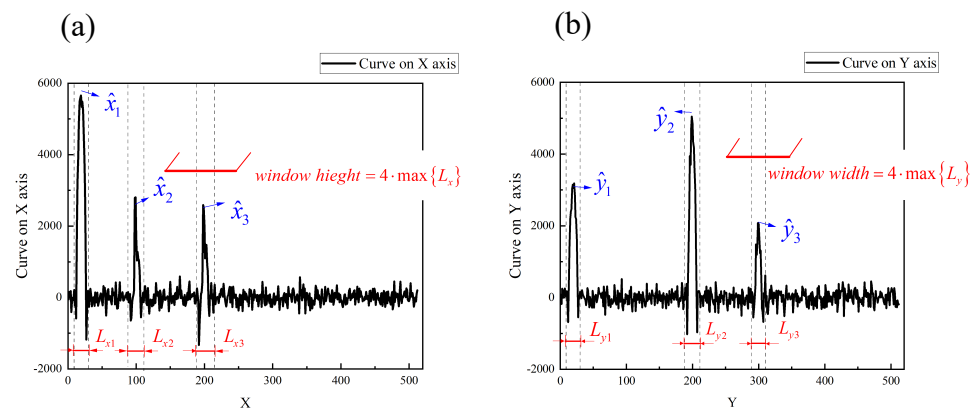 (a)
Curve on X axis
6000
4000
2000
0
-2000
Curve on X axis
x̂1
x̂2
x̂3
window hieght = 4 · max{Lx}
Lx1
Lx2
Lx3
0 100 200 300 400 500
X
(b)
Curve on Y axis
6000
4000
2000
0
-2000
Curve on Y axis
ŷ1
ŷ2
ŷ3
window width = 4 · max{Ly}
Ly1
Ly2
Ly3
0 100 200 300 400 500
Y